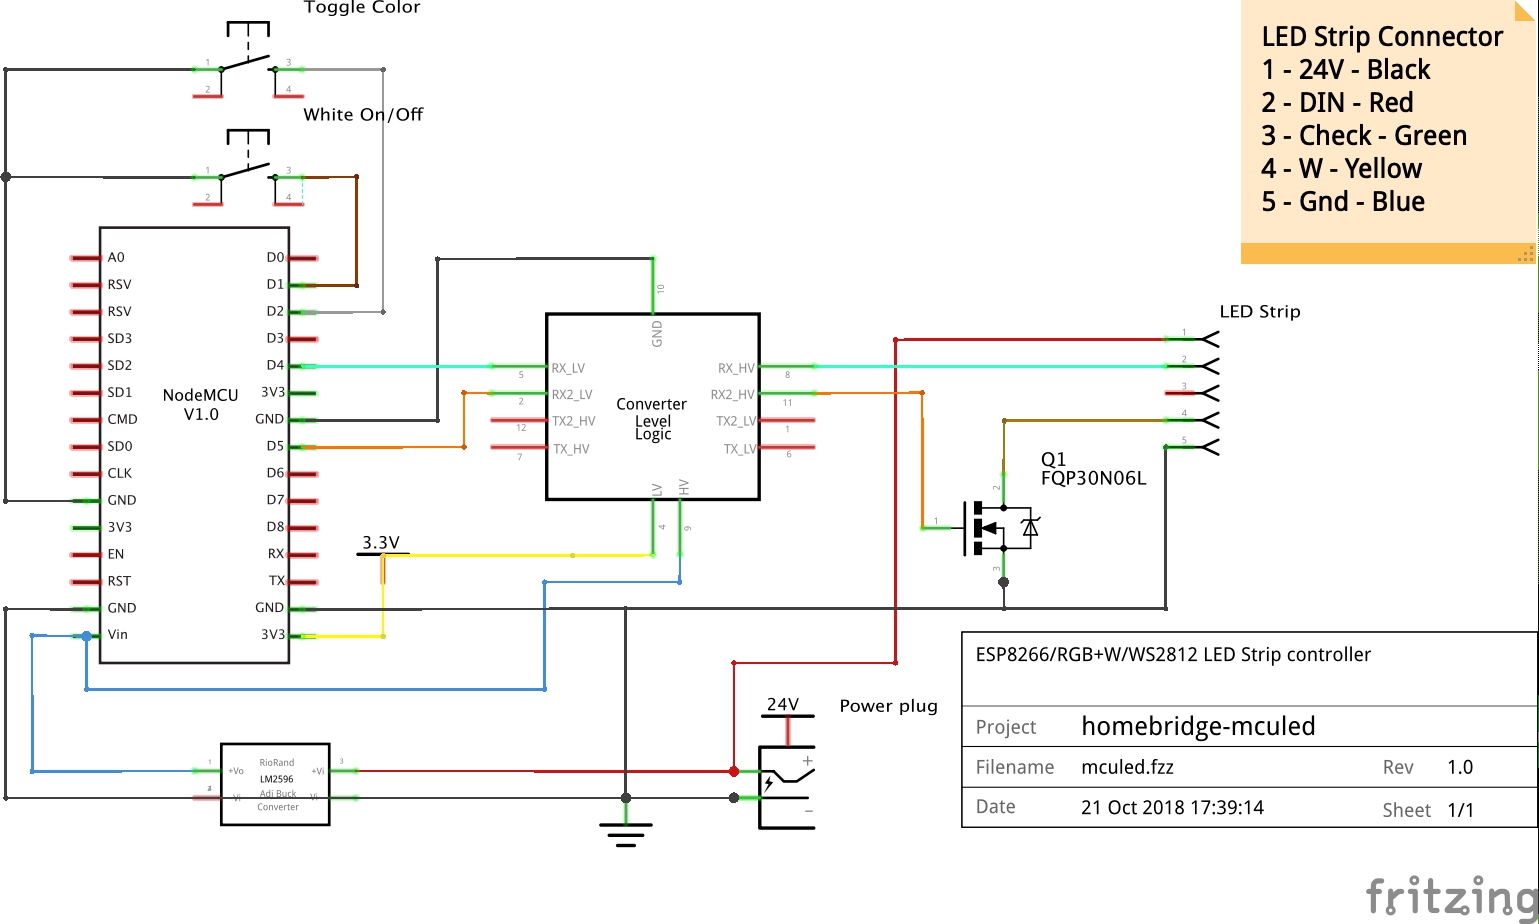 Toggle Color
1
3
2
4
White On/Off
1
3
2
4
LED Strip Connector
1 - 24V - Black
2 - DIN - Red
3 - Check - Green
4 - W - Yellow
5 - Gnd - Blue
NodeMCU
V1.0
A0
RSV
RSV
SD3
SD2
SD1
CMD
SD0
CLK
GND
3V3
EN
RST
GND
Vin
D0
D1
D2
D3
D4
3V3
GND
D5
D6
D7
D8
RX
TX
GND
3V3
10
GND
5 RX_LV
2 RX2_LV
12 TX2_HV
7 TX_HV
Converter
Level
Logic
RX_HV 8
RX2_HV 11
TX2_LV 1
TX_LV 6
LV
HV
4
9
3.3V
LED Strip
1
2
3
4
5
Q1
FQP30N06L
2
1
3
24V
Power plug
+
−
RioRand
LM2596
Adj Buck
Converter
1
+Vo
+Vi
3
Vi
ESP8266/RGB+W/WS2812 LED Strip controller
Project homebridge-mculed
Filename mculed.fzz Rev 1.0
Date 21 Oct 2018 17:39:14 Sheet 1/1
fritzing